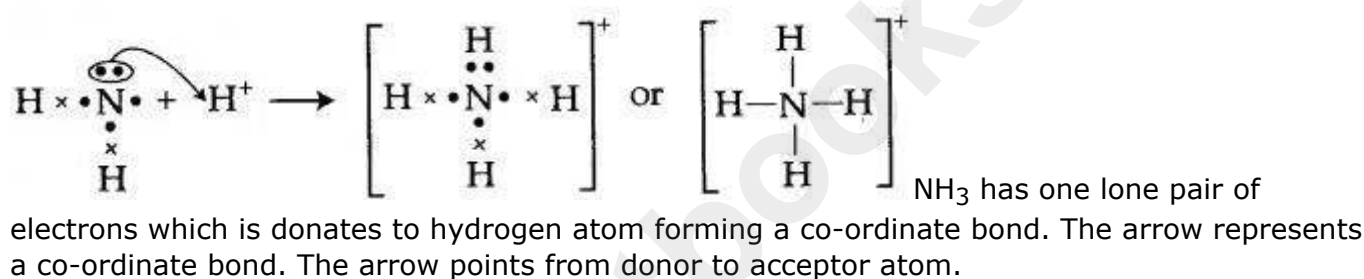 H H
H × •N• + H⁺ → [H × •N• × H]⁺ or [H—N—H]⁺
×
H H H
NH₃ has one lone pair of
electrons which is donates to hydrogen atom forming a co-ordinate bond. The arrow represents
a co-ordinate bond. The arrow points from donor to acceptor atom.